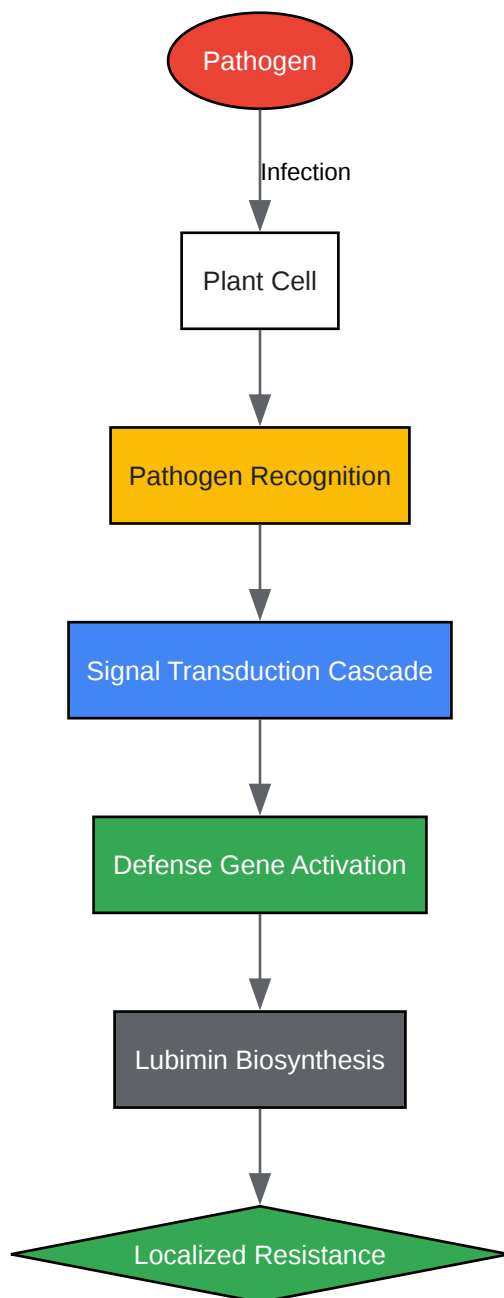 Pathogen
Infection
Plant Cell
Pathogen Recognition
Signal Transduction Cascade
Defense Gene Activation
Lubimin Biosynthesis
Localized Resistance